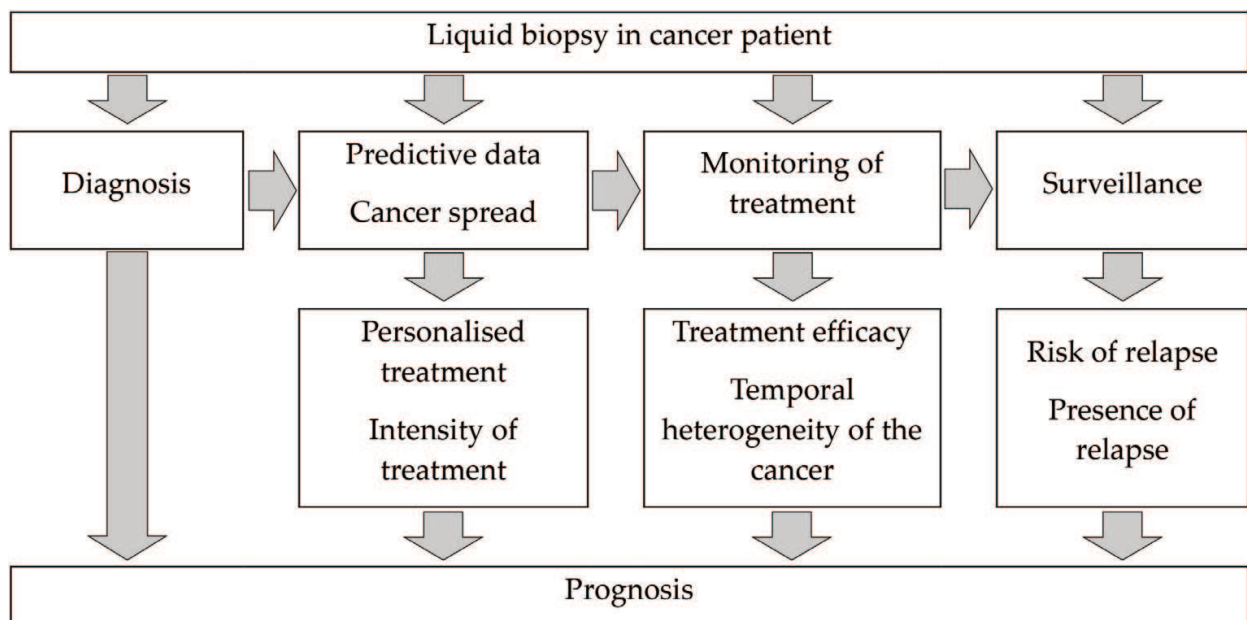 Liquid biopsy in cancer patient
Diagnosis
Predictive data
Cancer spread
Monitoring of
treatment
Surveillance
Personalised
treatment
Intensity of
treatment
Treatment efficacy
Temporal
heterogeneity of the
cancer
Risk of relapse
Presence of
relapse
Prognosis